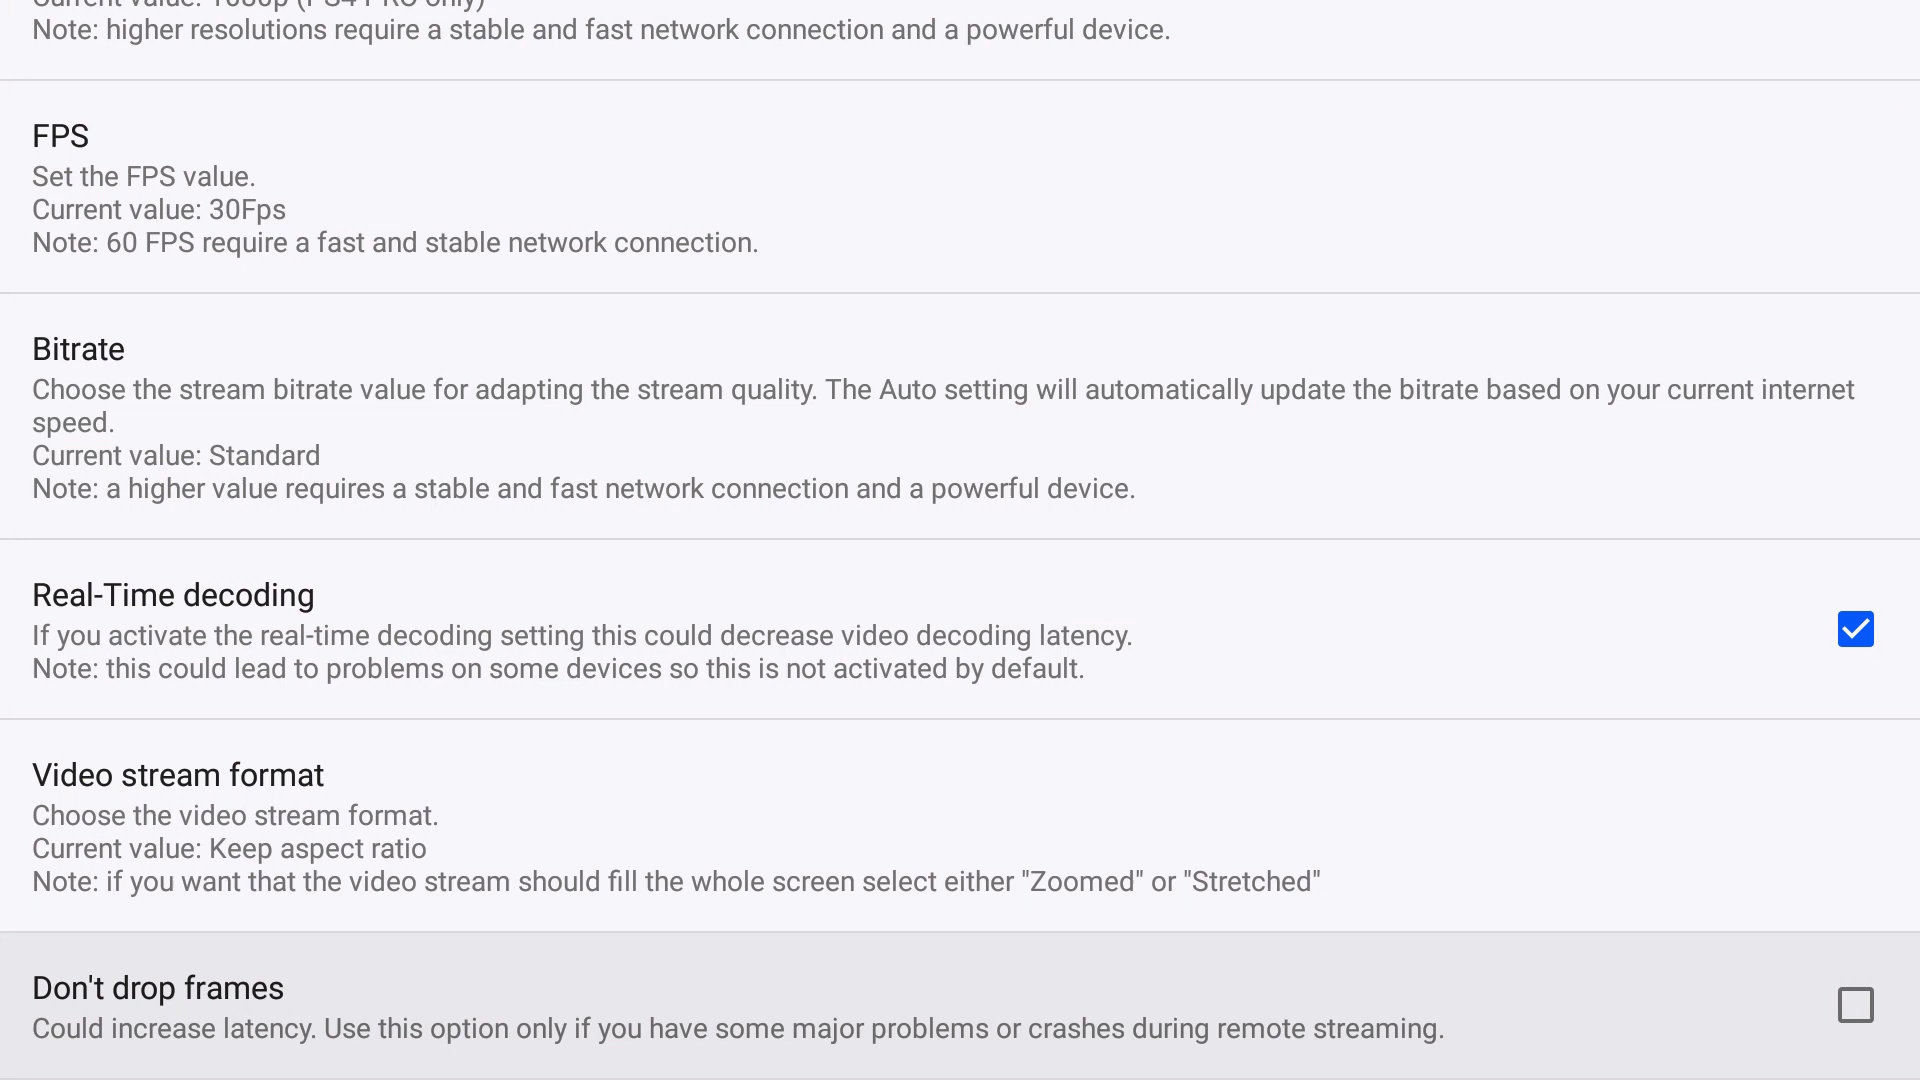 Current value: 1080p (PS4 PRO only)
Note: higher resolutions require a stable and fast network connection and a powerful device.
FPS
Set the FPS value.
Current value: 30Fps
Note: 60 FPS require a fast and stable network connection.
Bitrate
Choose the stream bitrate value for adapting the stream quality. The Auto setting will automatically update the bitrate based on your current internet
speed.
Current value: Standard
Note: a higher value requires a stable and fast network connection and a powerful device.
Real-Time decoding
If you activate the real-time decoding setting this could decrease video decoding latency.
Note: this could lead to problems on some devices so this is not activated by default.
Video stream format
Choose the video stream format.
Current value: Keep aspect ratio
Note: if you want that the video stream should fill the whole screen select either "Zoomed" or "Stretched"
Don't drop frames
Could increase latency. Use this option only if you have some major problems or crashes during remote streaming.